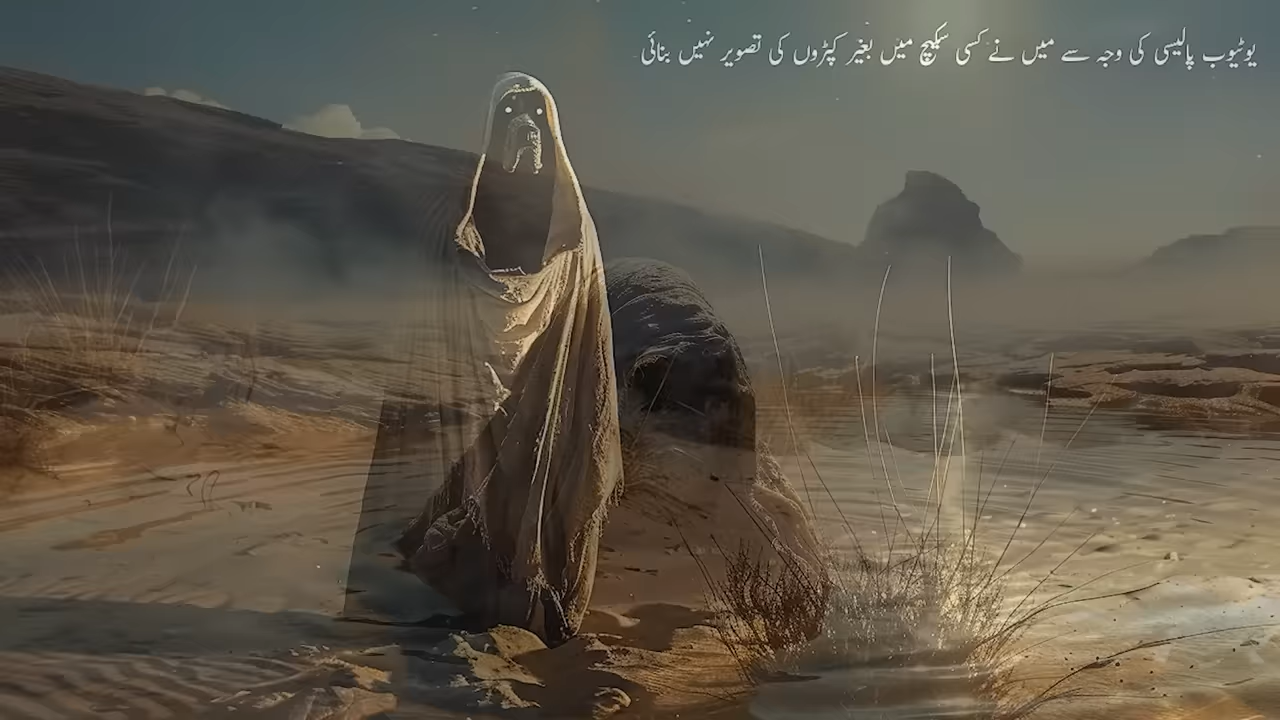 یوٹیوب پالیسی کی وجہ سے میں نے کسی سکیچ میں بغیر کپڑوں کی تصویر نہیں بنائی